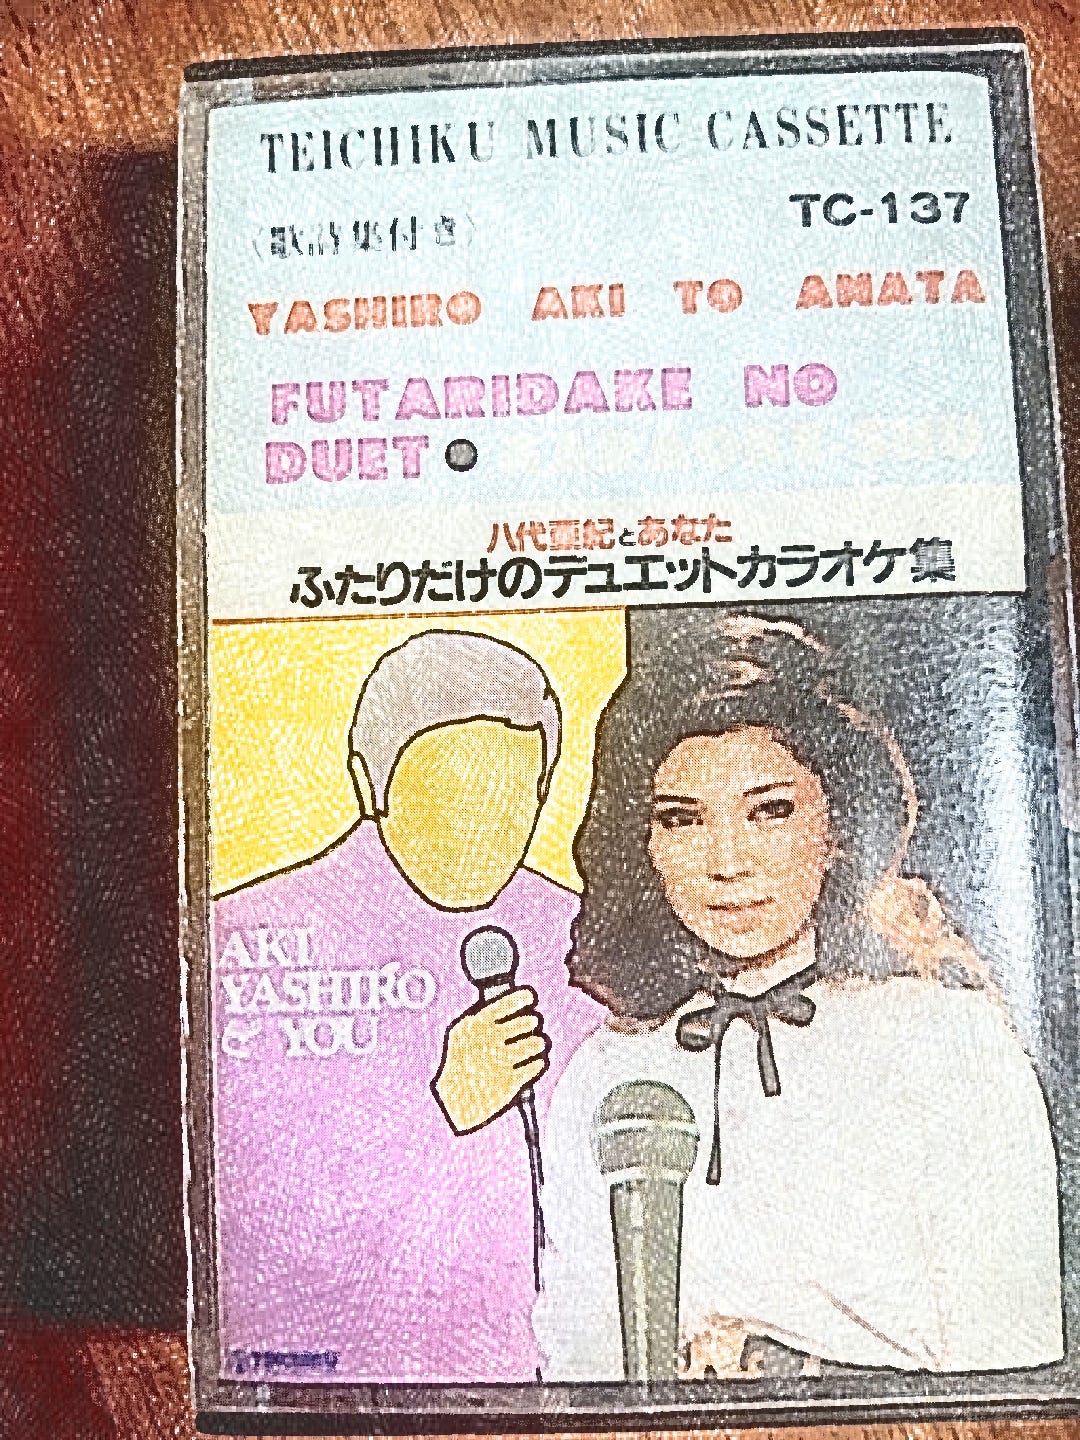 TEICHIKU MUSIC CASSETTE
TC-137
(歌詩集付き)
YASHIRO AKI TO ANATA
FUTARIDAKE NO
DUET●
八代亜紀とあなた
ふたりだけのデュエットカラオケ集
AKI
YASHIRO
& YOU
TEICHIKU